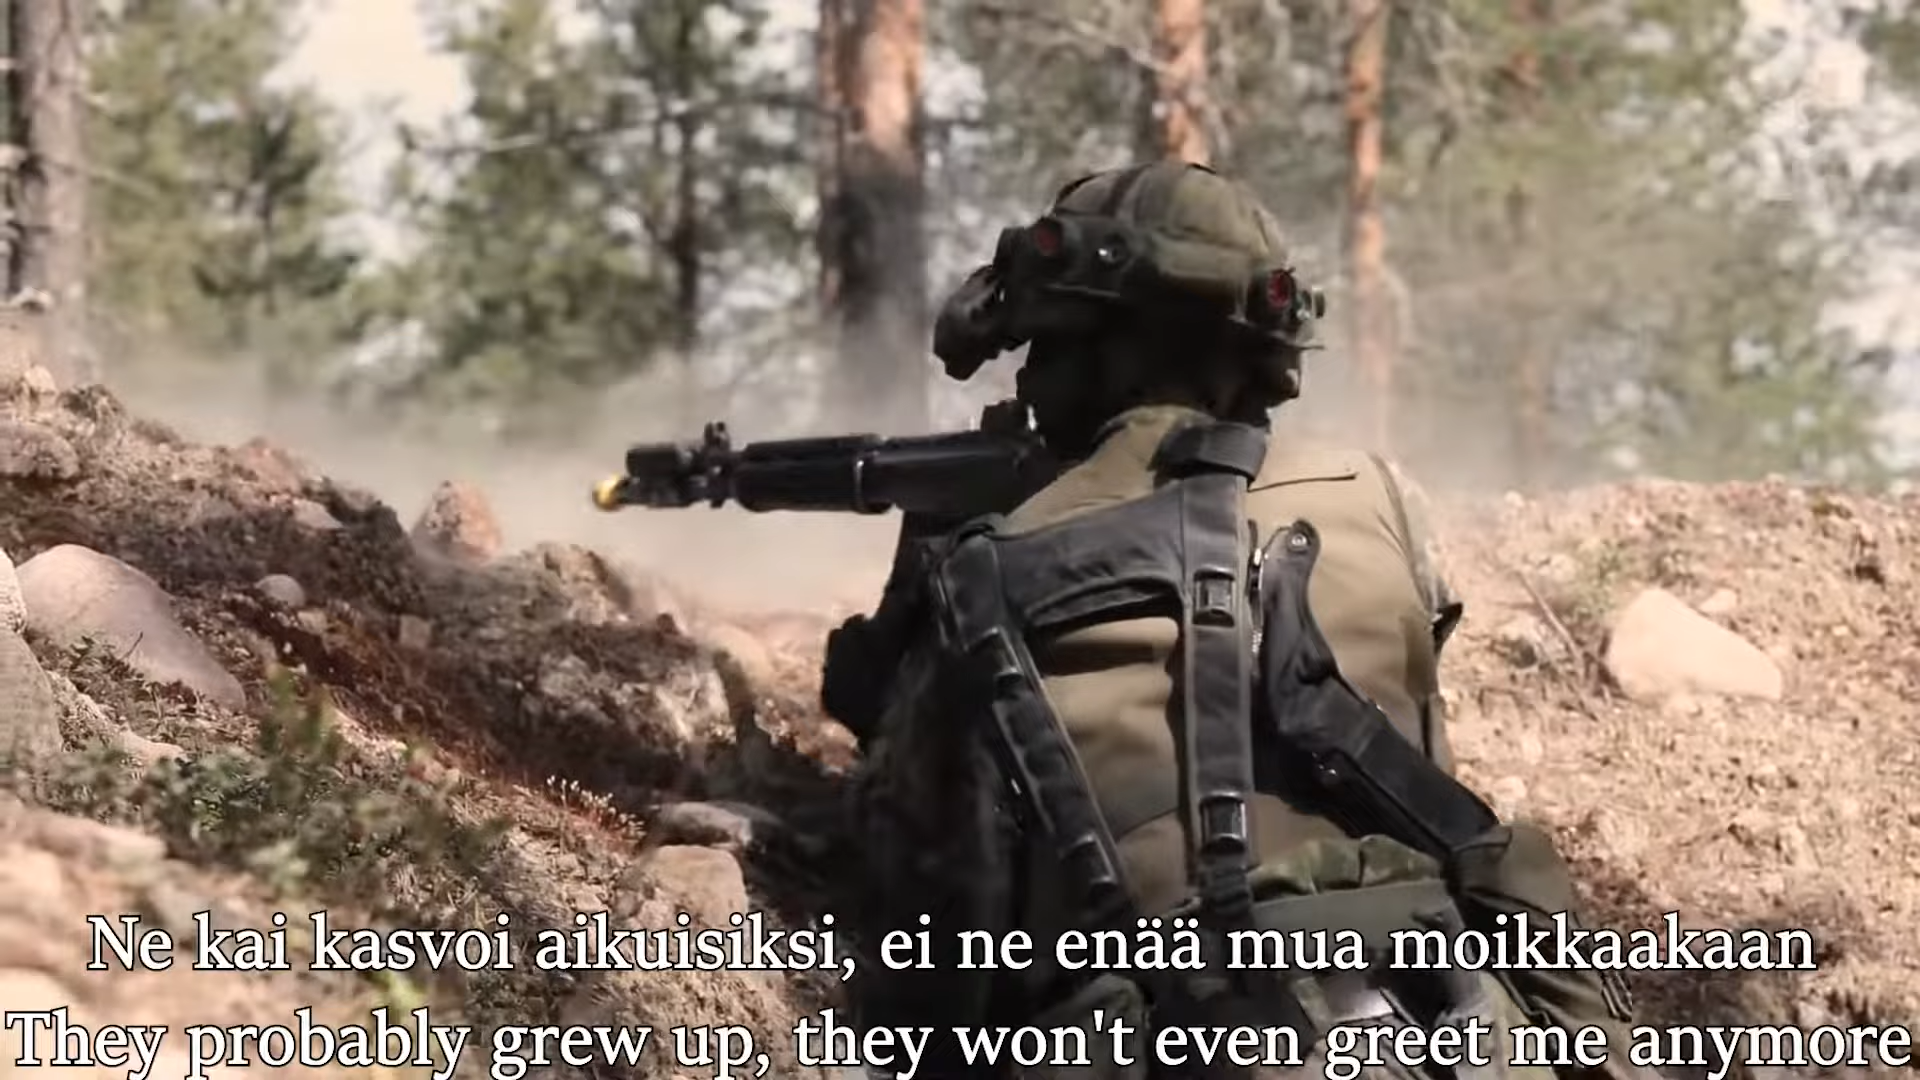 Ne kai kasvoi aikuisiksi, ei ne enää mua moikkaakaan
They probably grew up, they won't even greet me anymore